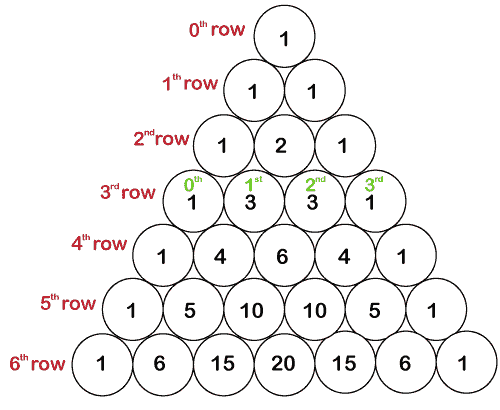 0th row 1
1th row 1 1
2nd row 1 2 1
0th 1st 2nd 3rd
3rd row 1 3 3 1
4th row 1 4 6 4 1
5th row 1 5 10 10 5 1
6th row 1 6 15 20 15 6 1